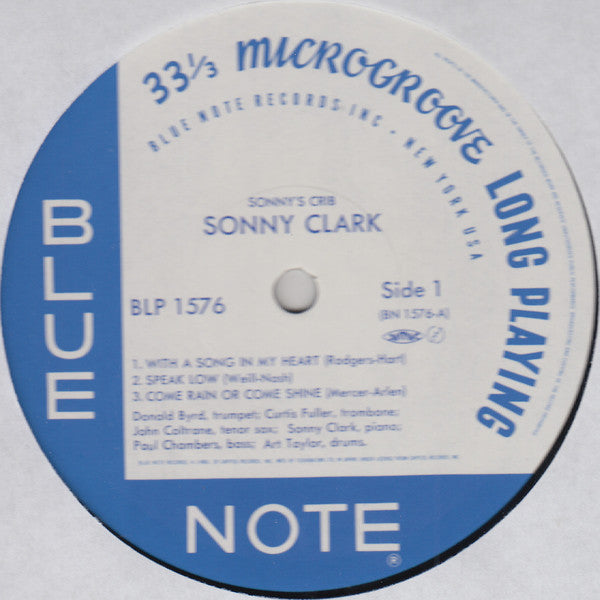 33⅓ MICROGROOVE LONG PLAYING
BLUE NOTE RECORDS INC • NEW YORK USA
SONNY'S CRIB
SONNY CLARK
BLP 1576
Side 1
(BN 1576-A)
1. WITH A SONG IN MY HEART (Rodgers-Hart)
2. SPEAK LOW (Weill-Nash)
3. COME RAIN OR COME SHINE (Mercer-Arlen)
Donald Byrd, trumpet; Curtis Fuller, trombone;
John Coltrane, tenor sax; Sonny Clark, piano;
Paul Chambers, bass; Art Taylor, drums.
BLUE
NOTE®